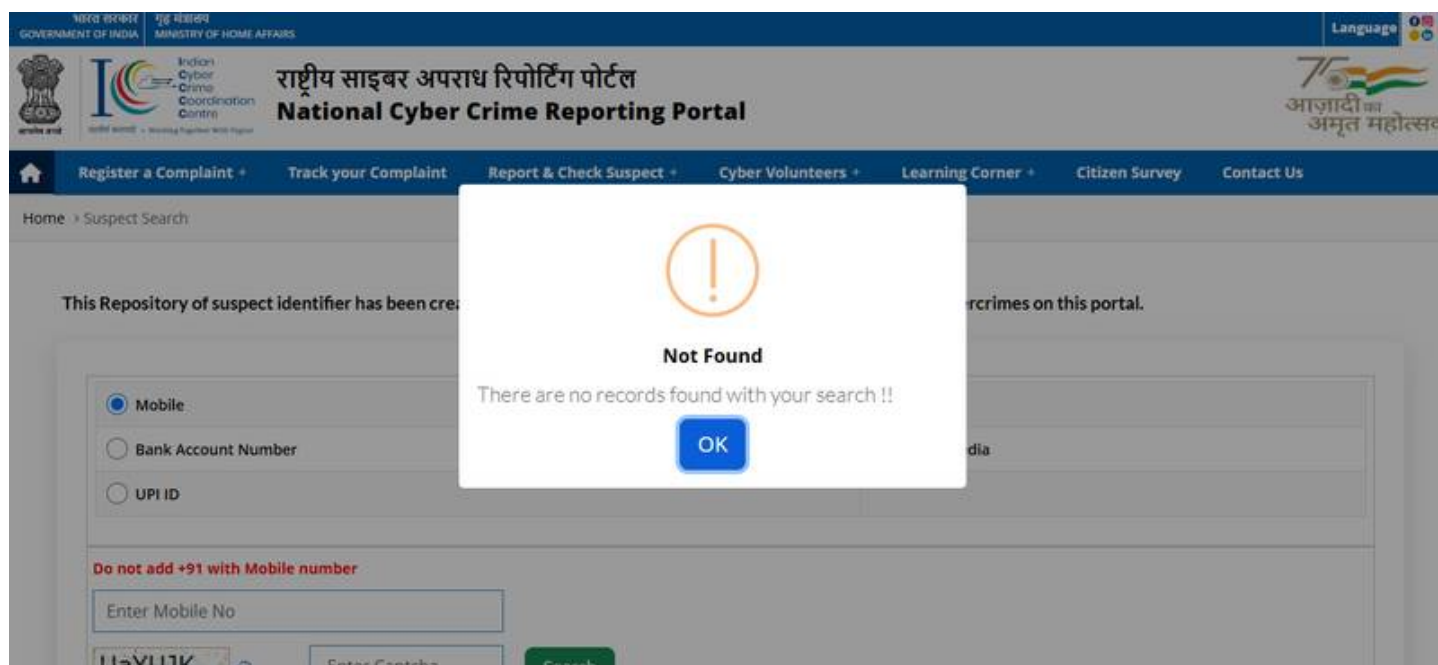 भारत सरकार गृह मंत्रालय
GOVERNMENT OF INDIA MINISTRY OF HOME AFFAIRS
Language
Indian
Cyber
Crime
Coordination
Centre
राष्ट्रीय साइबर अपराध रिपोर्टिंग पोर्टल
National Cyber Crime Reporting Portal
आज़ादी का
अमृत महोत्सव
Register a Complaint +
Track your Complaint
Report & Check Suspect +
Cyber Volunteers +
Learning Corner +
Citizen Survey
Contact Us
Home › Suspect Search
This Repository of suspect identifier has been
on this portal.
Not Found
There are no records found with your search !!
OK
Mobile
Bank Account Number
dia
UPI ID
Do not add +91 with Mobile number
Enter Mobile No
Enter Captcha
Search